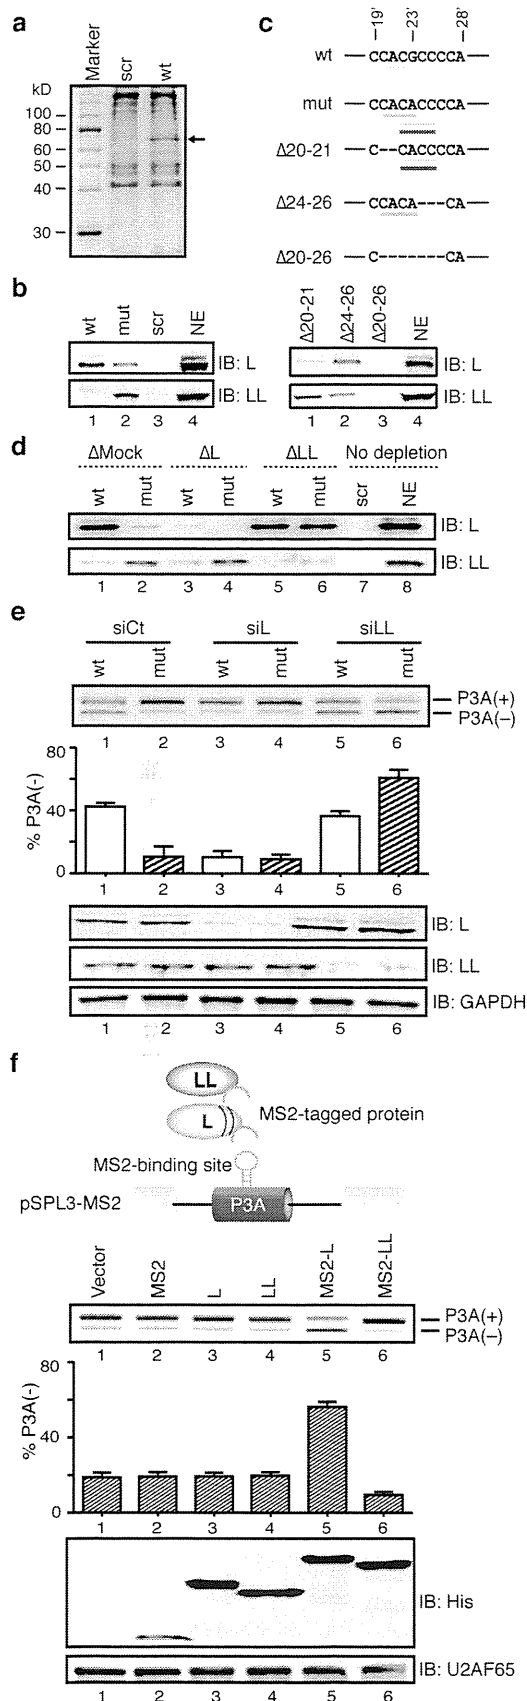 a
Marker
scr
wt
kD
100
80
60
50
40
30
b
wt
mut
scr
NE
IB: L
IB: LL
1 2 3 4
Δ20-21
Δ24-26
Δ20-26
NE
IB: L
IB: LL
1 2 3 4
c
–19'
–23'
–28'
wt — CCACGCCCCA —
mut — CCACACCCCA —
Δ20-21 — C--CACCCCA —
Δ24-26 — CCACA---CA —
Δ20-26 — C-------CA —
d
ΔMock ΔL ΔLL No depletion
wt mut wt mut wt mut scr NE
IB: L
IB: LL
1 2 3 4 5 6 7 8
e
siCt siL siLL
wt mut wt mut wt mut
P3A(+)
P3A(–)
1 2 3 4 5 6
% P3A(-)
80
40
0
1 2 3 4 5 6
IB: L
IB: LL
IB: GAPDH
1 2 3 4 5 6
f
LL
L
MS2-tagged protein
MS2-binding site
pSPL3-MS2
P3A
Vector MS2 L LL MS2-L MS2-LL
P3A(+)
P3A(–)
1 2 3 4 5 6
% P3A(-)
80
40
0
1 2 3 4 5 6
IB: His
IB: U2AF65
1 2 3 4 5 6